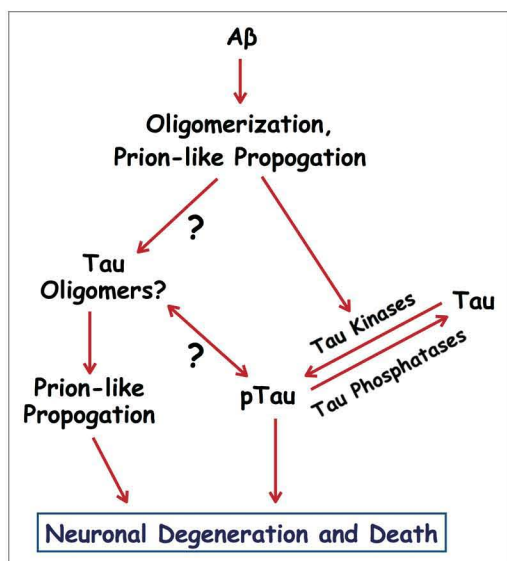 Aβ
Oligomerization,
Prion-like Propogation
?
Tau
Oligomers?
Tau Kinases
Tau
Tau Phosphatases
?
Prion-like
Propogation
pTau
Neuronal Degeneration and Death